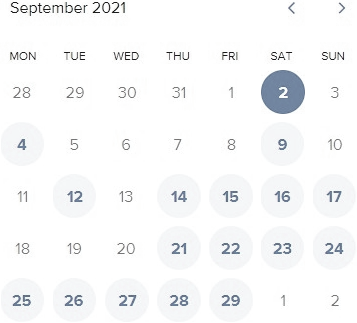 September 2021
MON TUE WED THU FRI SAT SUN
28 29 30 31 1 2 3
4 5 6 7 8 9 10
11 12 13 14 15 16 17
18 19 20 21 22 23 24
25 26 27 28 29 1 2